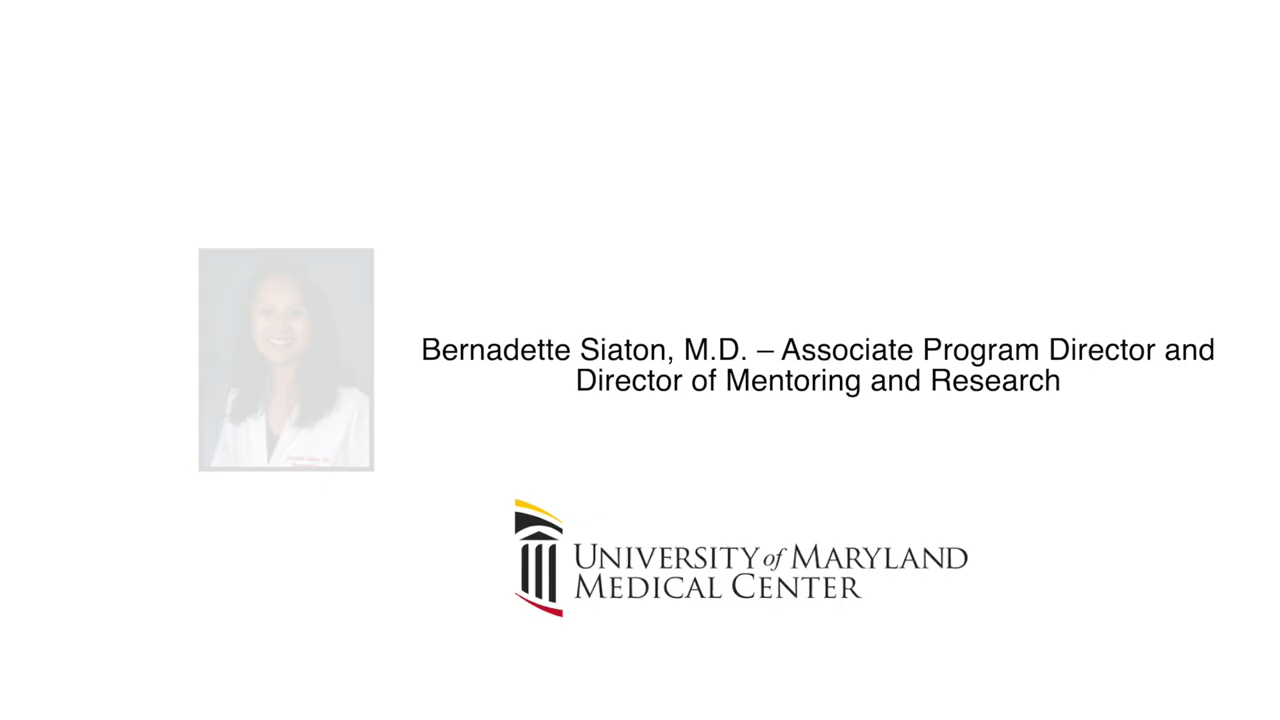 Bernadette Siaton, M.D. – Associate Program Director and
Director of Mentoring and Research
UNIVERSITY of MARYLAND
MEDICAL CENTER